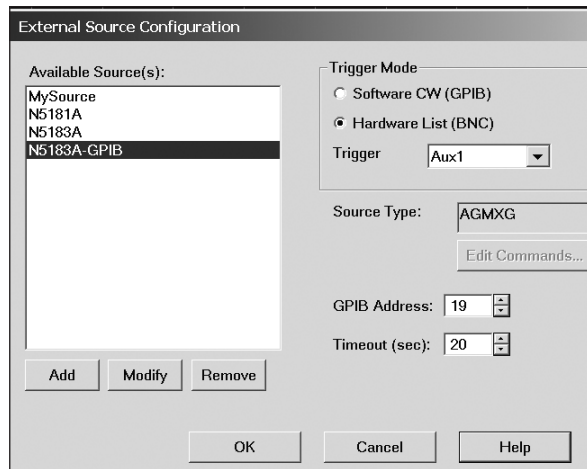 External Source Configuration
Available Source(s):
MySource
N5181A
N5183A
N5183A-GPIB
Add Modify Remove
Trigger Mode
Software CW (GPIB)
Hardware List (BNC)
Trigger Aux1
Source Type: AGMXG
Edit Commands...
GPIB Address: 19
Timeout (sec): 20
OK Cancel Help